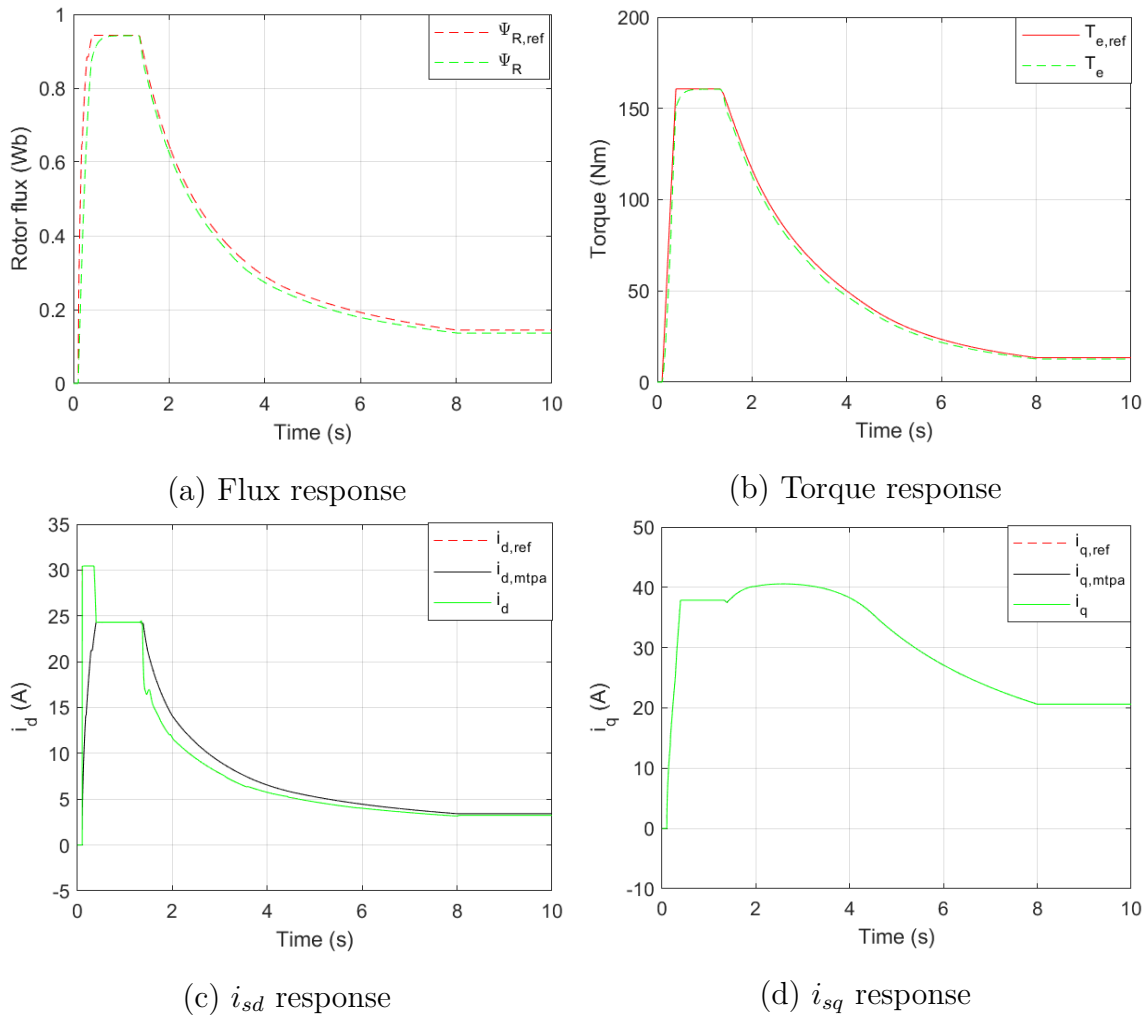 1
0.8
0.6
0.4
0.2
0
Rotor flux (Wb)
0 2 4 6 8 10
Time (s)
Ψ_R,ref
Ψ_R
(a) Flux response
200
150
100
50
0
Torque (Nm)
0 2 4 6 8 10
Time (s)
T_e,ref
T_e
(b) Torque response
35
30
25
20
15
10
5
0
-5
i_d (A)
0 2 4 6 8 10
Time (s)
i_d,ref
i_d,mtpa
i_d
(c) i_sd response
50
40
30
20
10
0
-10
i_q (A)
0 2 4 6 8 10
Time (s)
i_q,ref
i_q,mtpa
i_q
(d) i_sq response